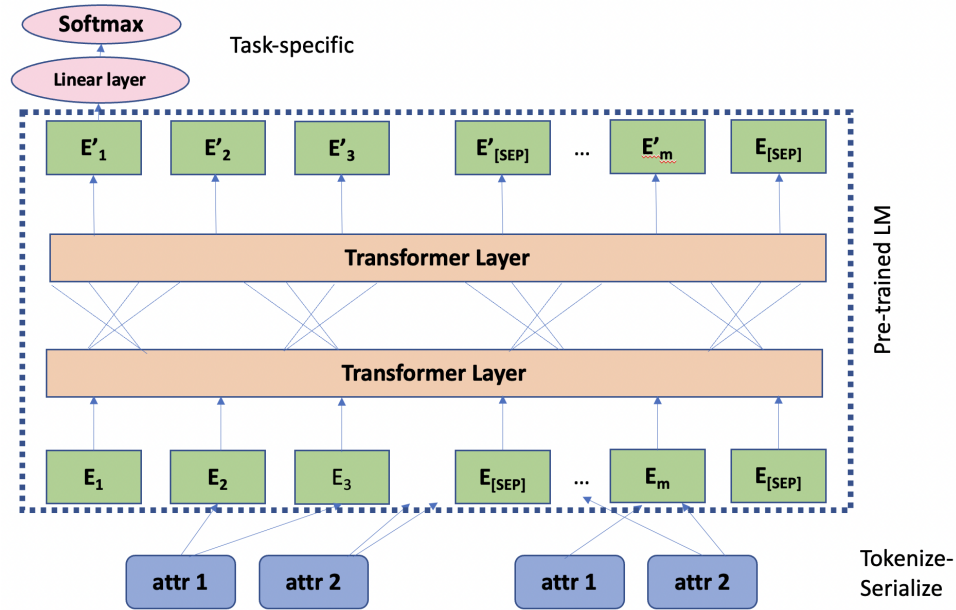 Softmax
Task-specific
Linear layer
E'1 E'2 E'3 E'[SEP] ... E'm E[SEP]
Transformer Layer
Pre-trained LM
Transformer Layer
E1 E2 E3 E[SEP] ... Em E[SEP]
attr 1 attr 2 attr 1 attr 2
Tokenize-
Serialize